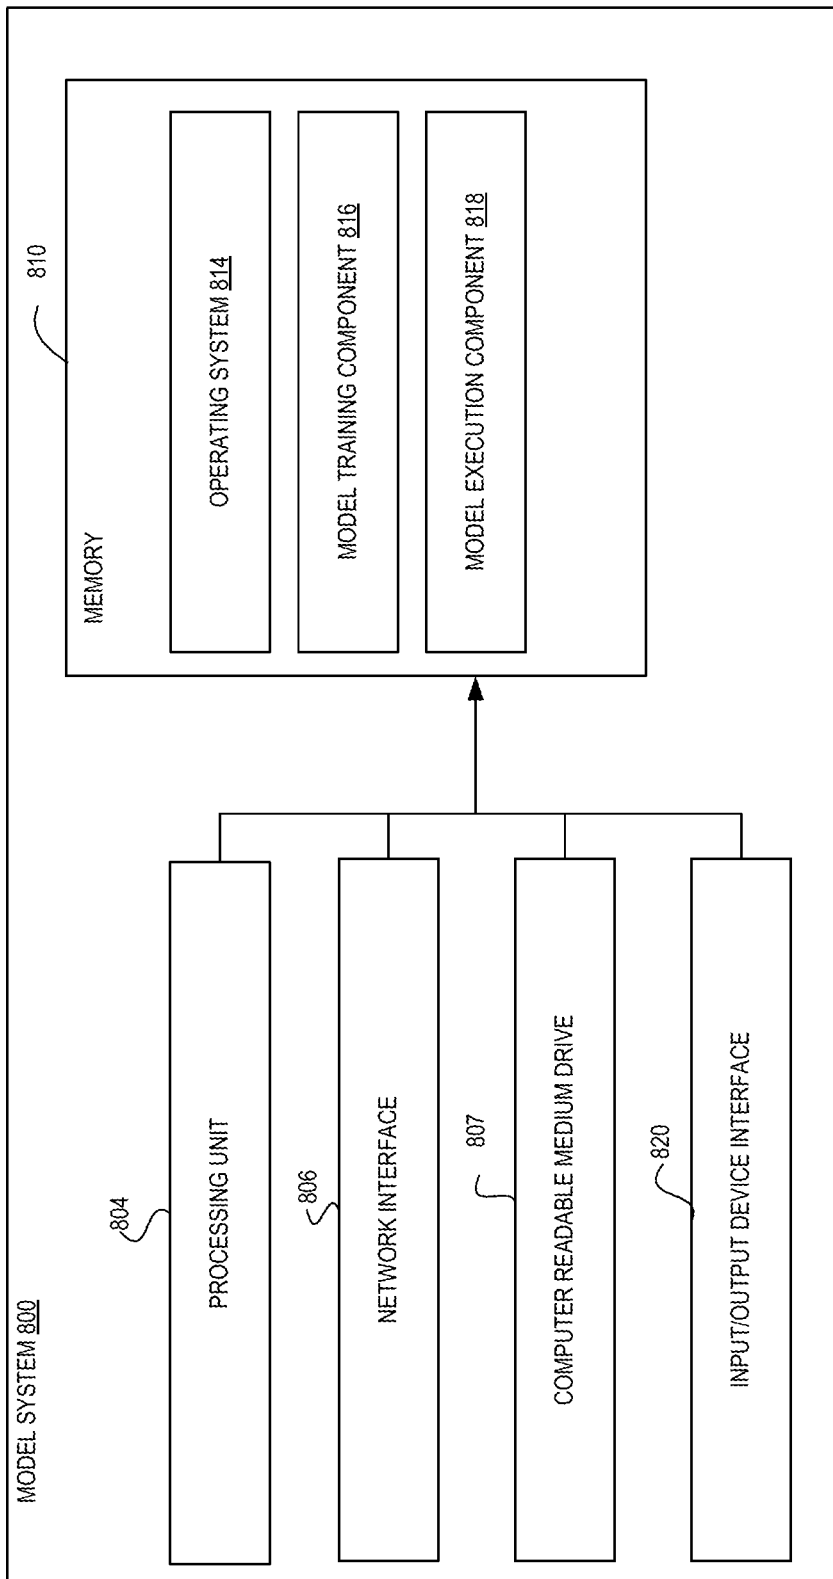 MODEL SYSTEM 800
804
PROCESSING UNIT
806
NETWORK INTERFACE
807
COMPUTER READABLE MEDIUM DRIVE
820
INPUT/OUTPUT DEVICE INTERFACE
810
MEMORY
OPERATING SYSTEM 814
MODEL TRAINING COMPONENT 816
MODEL EXECUTION COMPONENT 818